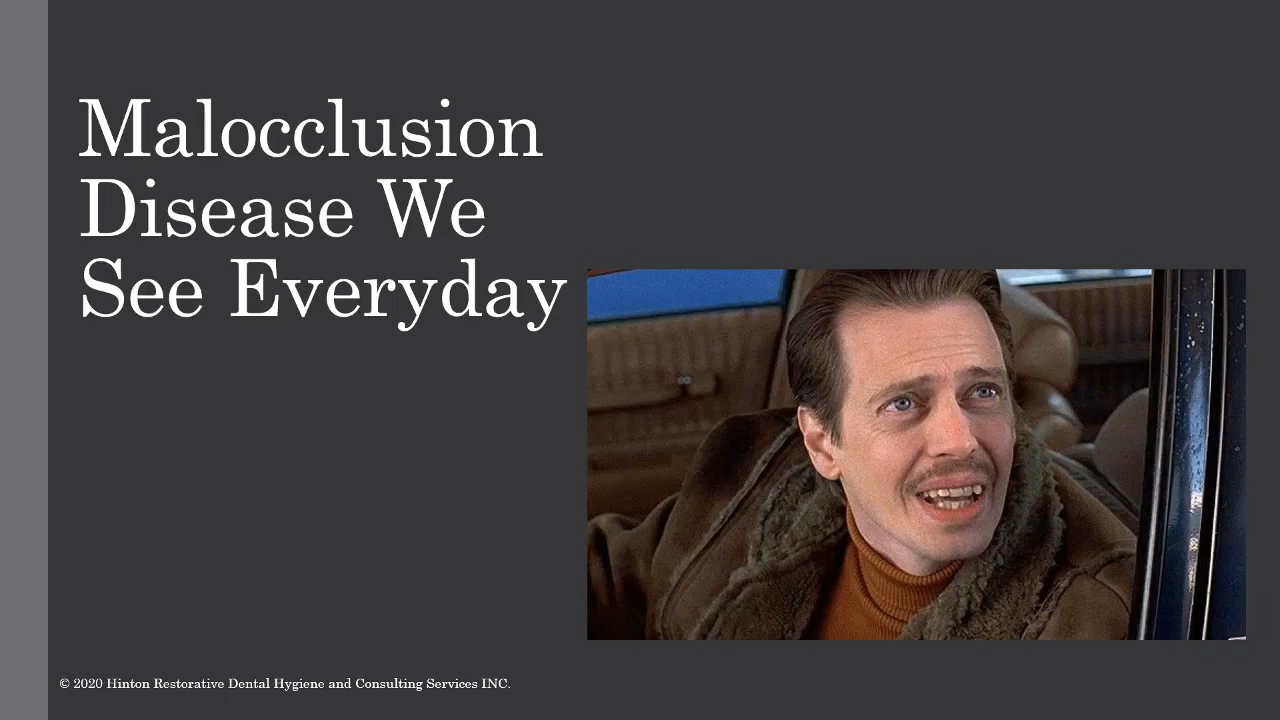 Malocclusion
Disease We
See Everyday
© 2020 Hinton Restorative Dental Hygiene and Consulting Services INC.